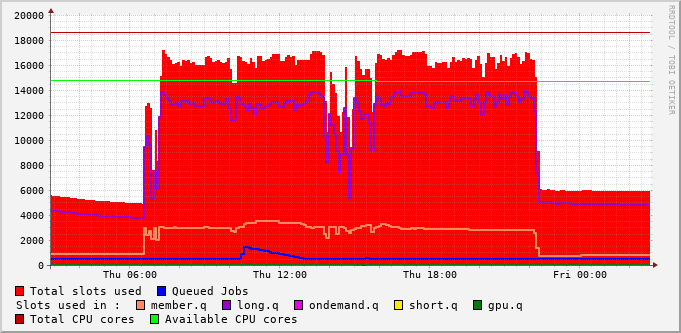 20000
18000
16000
14000
12000
10000
8000
6000
4000
2000
0
Thu 06:00 Thu 12:00 Thu 18:00 Fri 00:00
RRDTOOL / TOBI OETIKER
Total slots used Queued Jobs
Slots used in : member.q long.q ondemand.q short.q gpu.q
Total CPU cores Available CPU cores